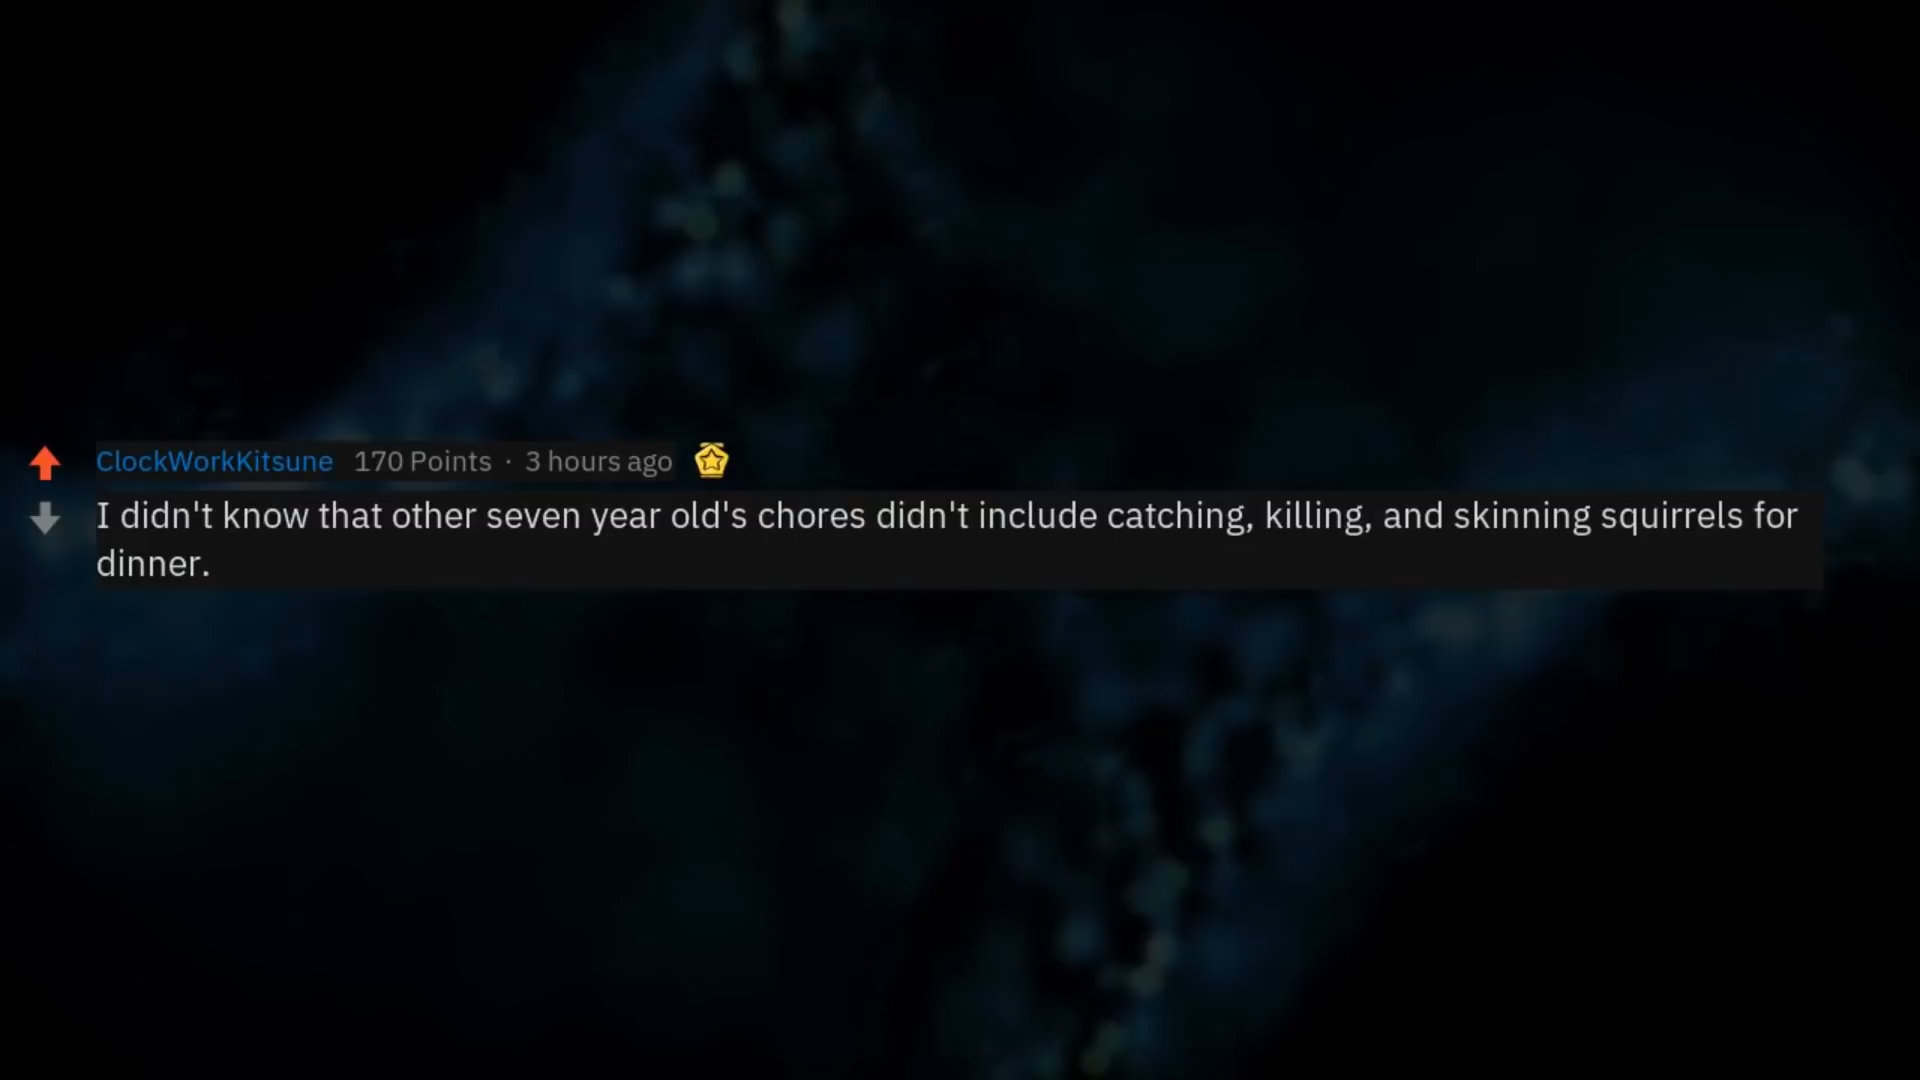 ClockWorkKitsune 170 Points · 3 hours ago
I didn't know that other seven year old's chores didn't include catching, killing, and skinning squirrels for
dinner.